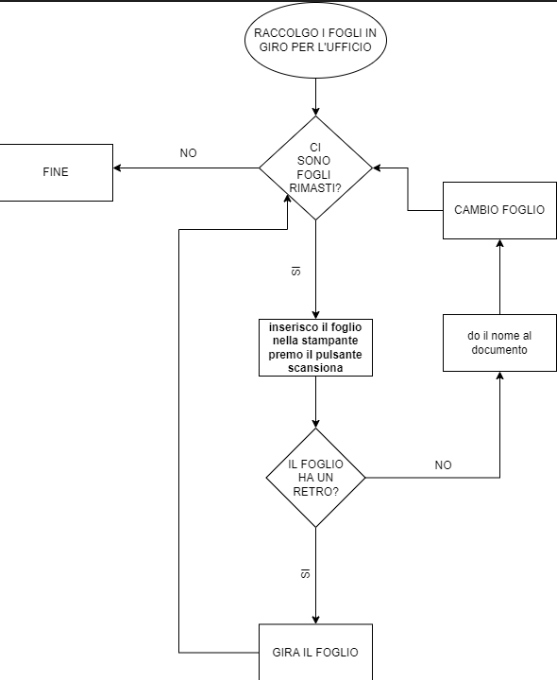 RACCOLGO I FOGLI IN
GIRO PER L'UFFICIO
CI
SONO
FOGLI
RIMASTI?
NO
FINE
CAMBIO FOGLIO
SI
inserisco il foglio
nella stampante
premo il pulsante
scansiona
do il nome al
documento
IL FOGLIO
HA UN
RETRO?
NO
SI
GIRA IL FOGLIO